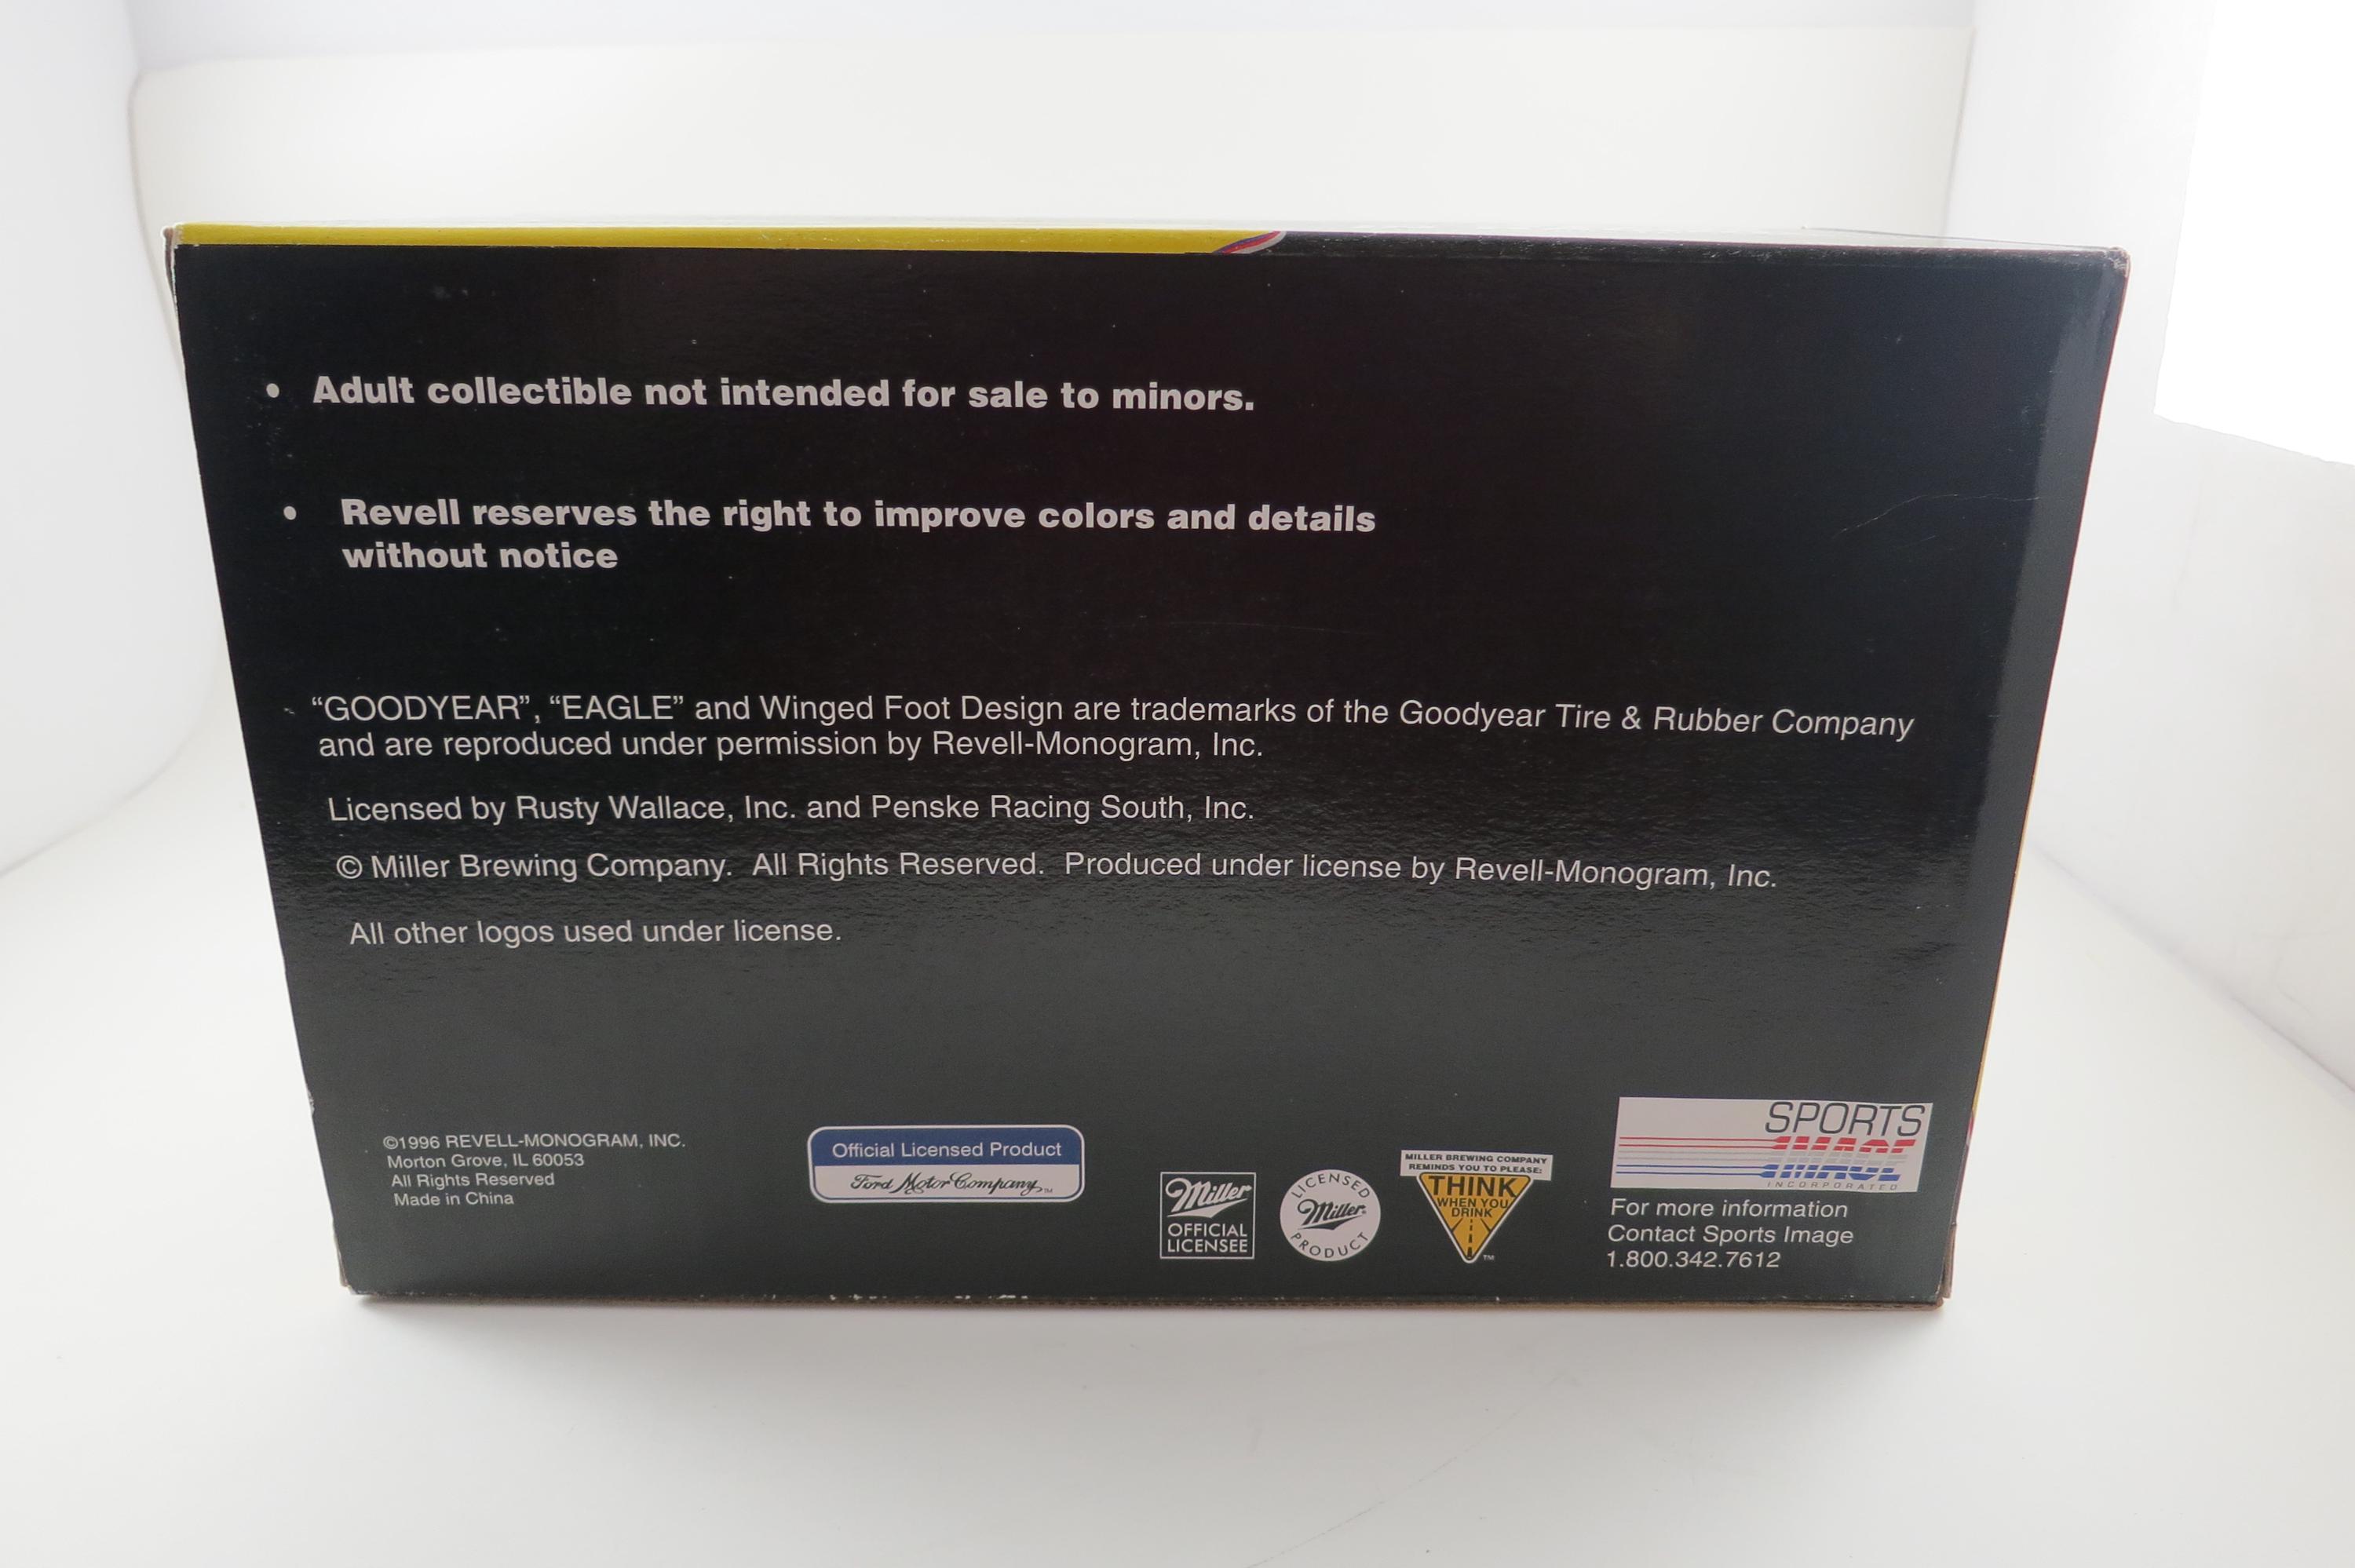 • Adult collectible not intended for sale to minors.
• Revell reserves the right to improve colors and details
without notice
“GOODYEAR”, “EAGLE” and Winged Foot Design are trademarks of the Goodyear Tire & Rubber Company
and are reproduced under permission by Revell-Monogram, Inc.
Licensed by Rusty Wallace, Inc. and Penske Racing South, Inc.
© Miller Brewing Company. All Rights Reserved. Produced under license by Revell-Monogram, Inc.
All other logos used under license.
©1996 REVELL-MONOGRAM, INC.
Morton Grove, IL 60053
All Rights Reserved
Made in China
Official Licensed Product
Ford Motor Company™
Miller
OFFICIAL
LICENSEE
LICENSED
Miller®
PRODUCT
MILLER BREWING COMPANY
REMINDS YOU TO PLEASE:
THINK
WHEN YOU
DRINK
™
SPORTS
IMAGE
INCORPORATED
For more information
Contact Sports Image
1.800.342.7612